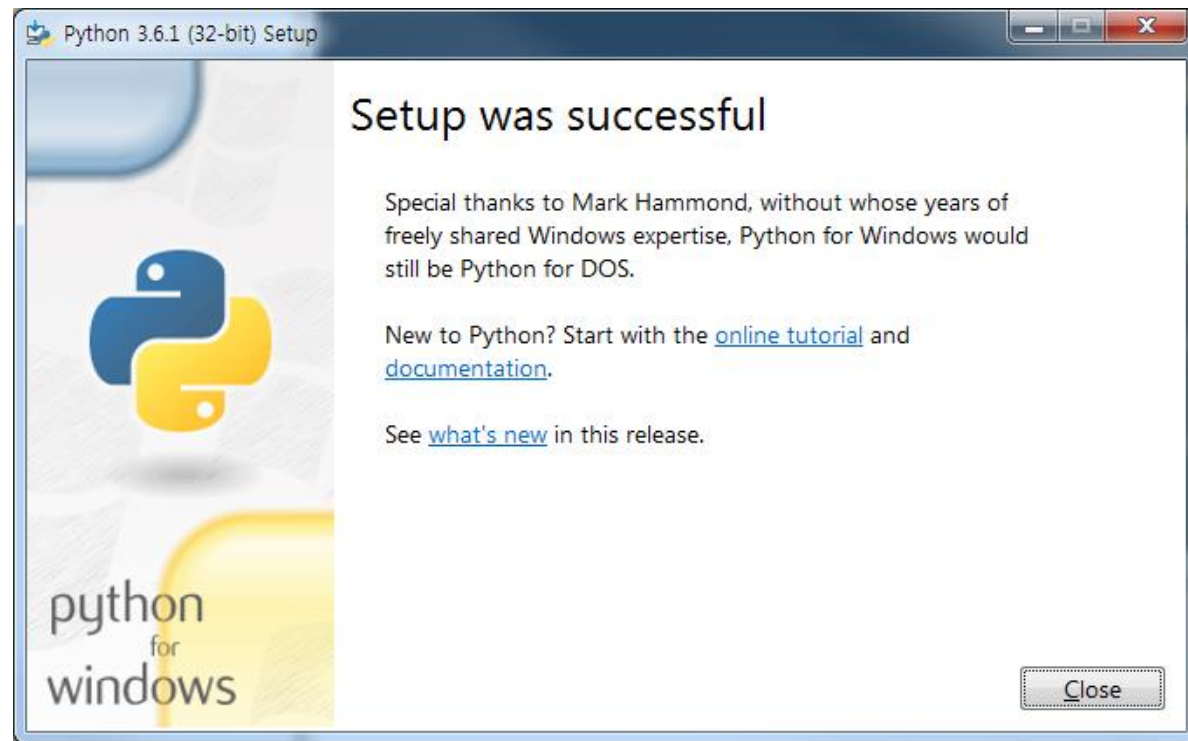 Python 3.6.1 (32-bit) Setup
Setup was successful
Special thanks to Mark Hammond, without whose years of
freely shared Windows expertise, Python for Windows would
still be Python for DOS.
New to Python? Start with the online tutorial and
documentation.
See what's new in this release.
python
for
windows
Close